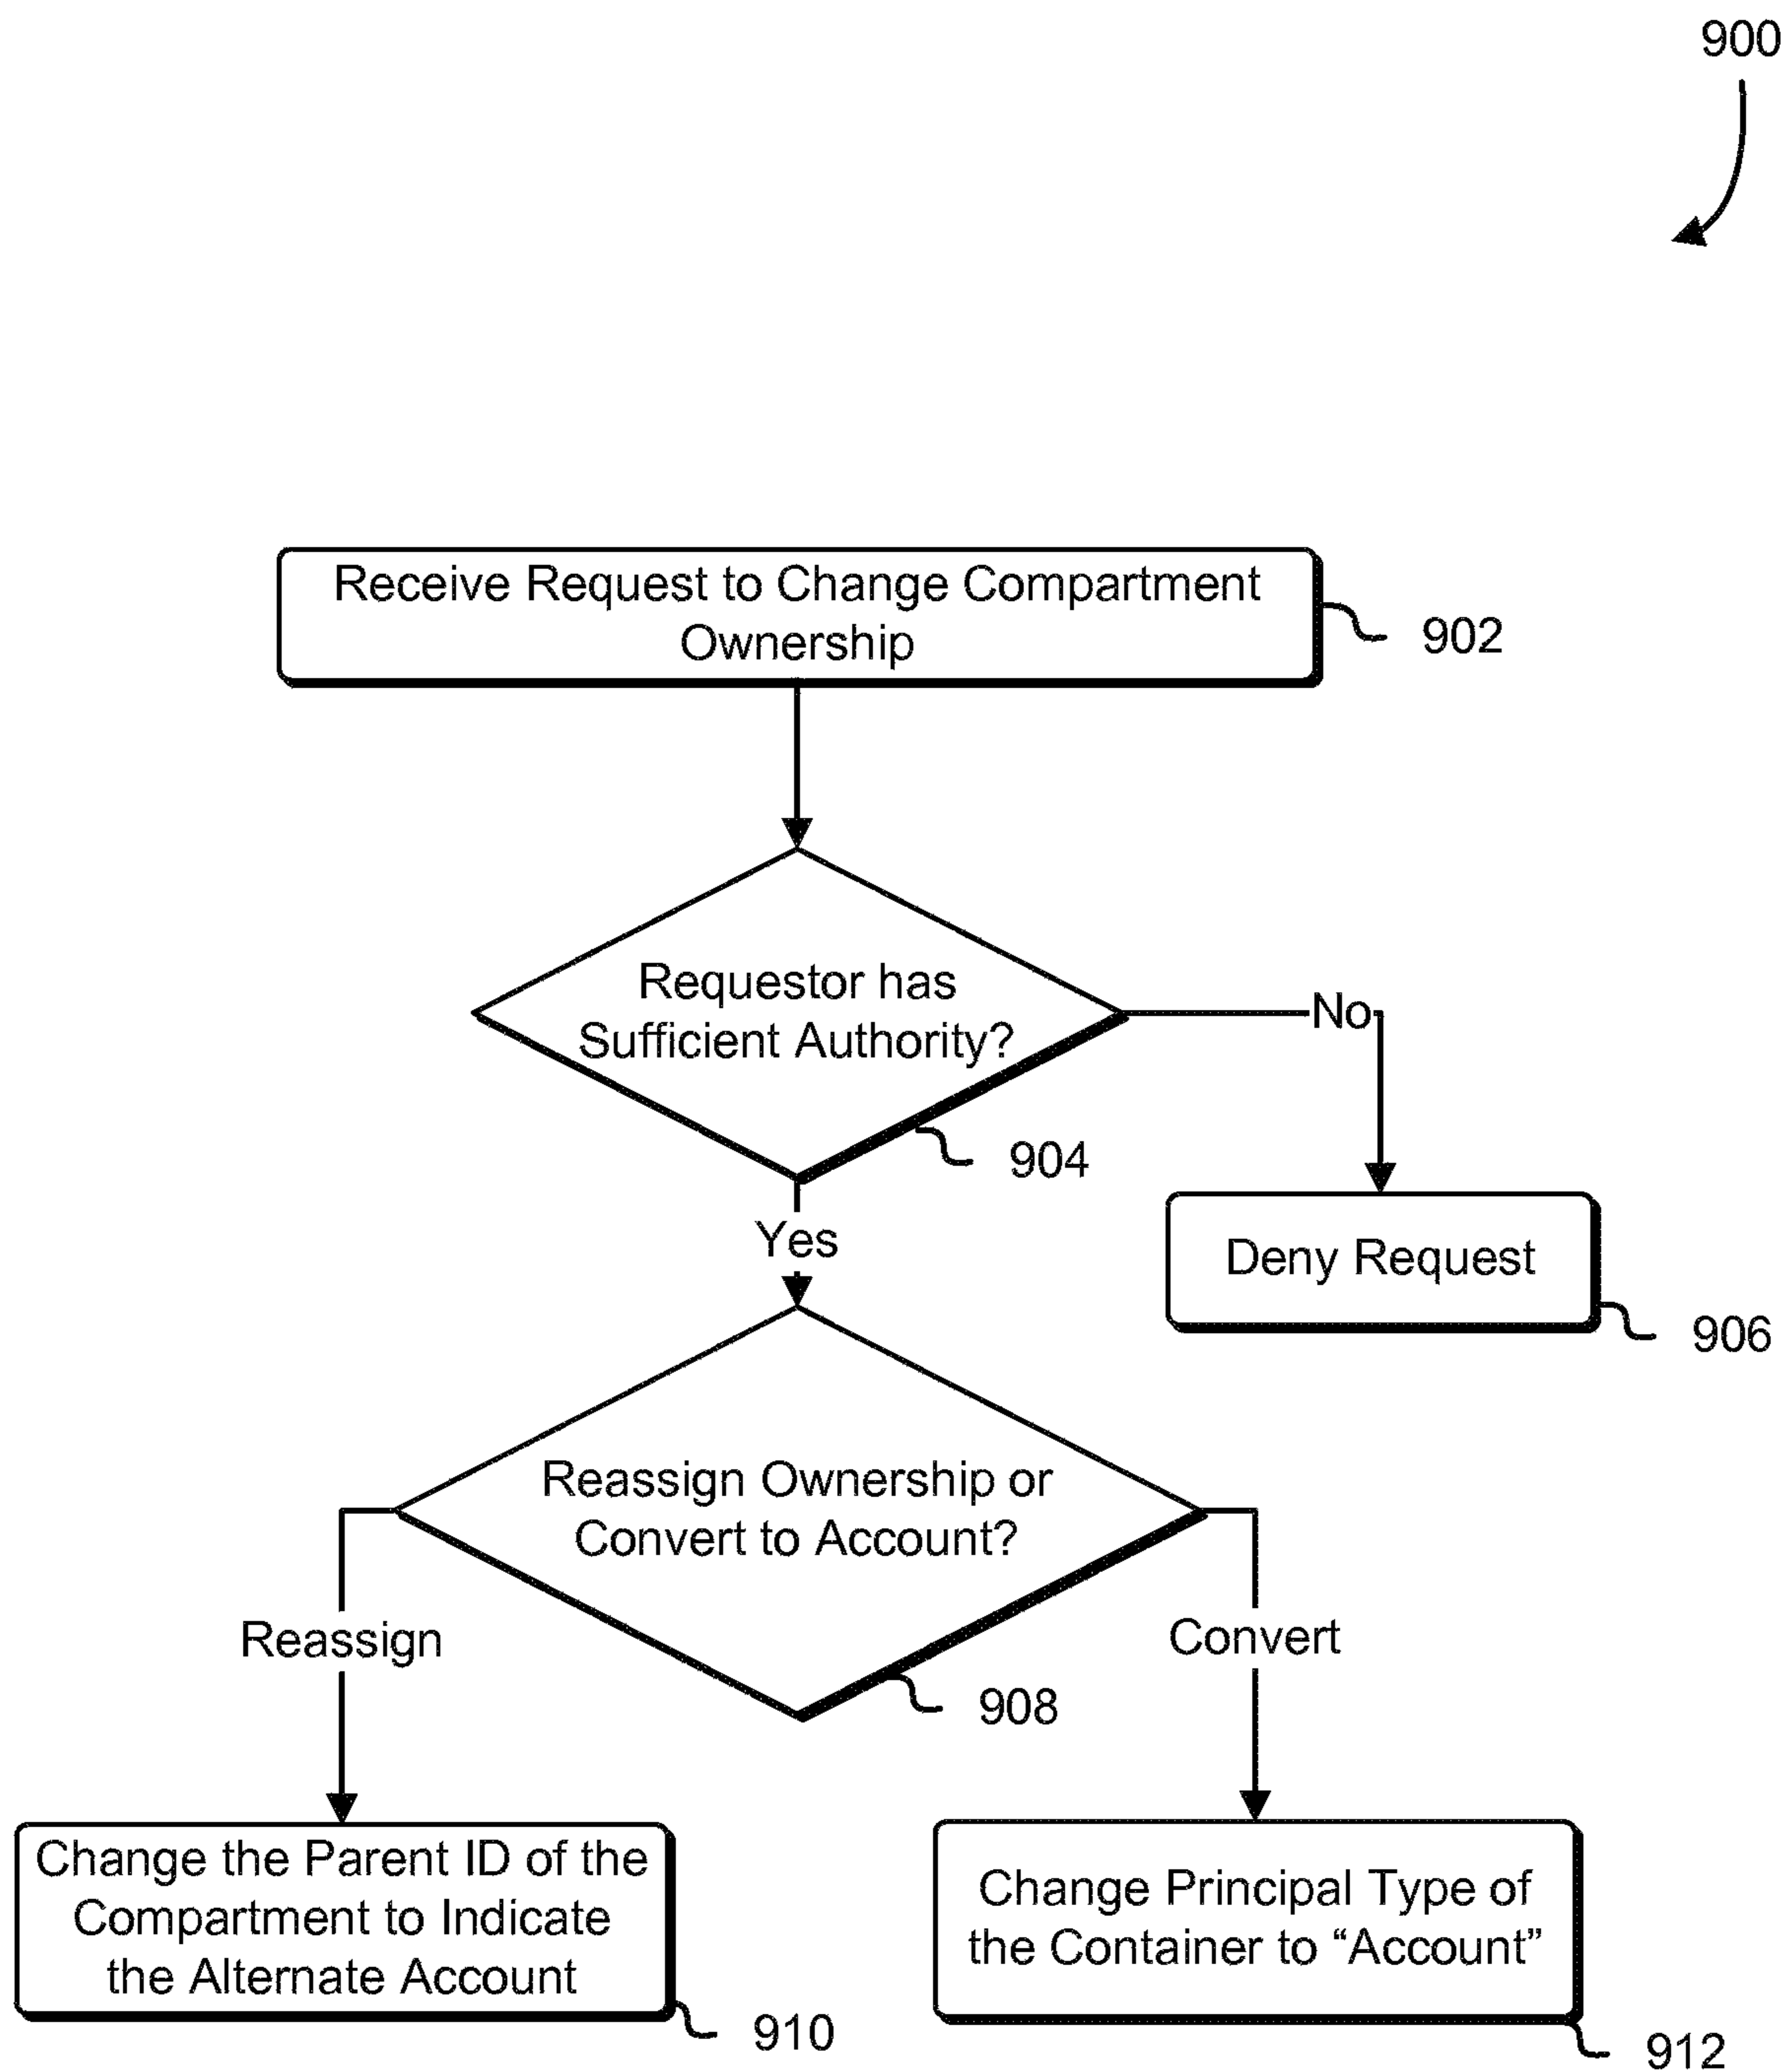 900
Receive Request to Change Compartment
Ownership
902
Requestor has
Sufficient Authority?
No
904
Yes
Deny Request
906
Reassign Ownership or
Convert to Account?
Reassign
Convert
908
Change the Parent ID of the
Compartment to Indicate
the Alternate Account
910
Change Principal Type of
the Container to “Account”
912